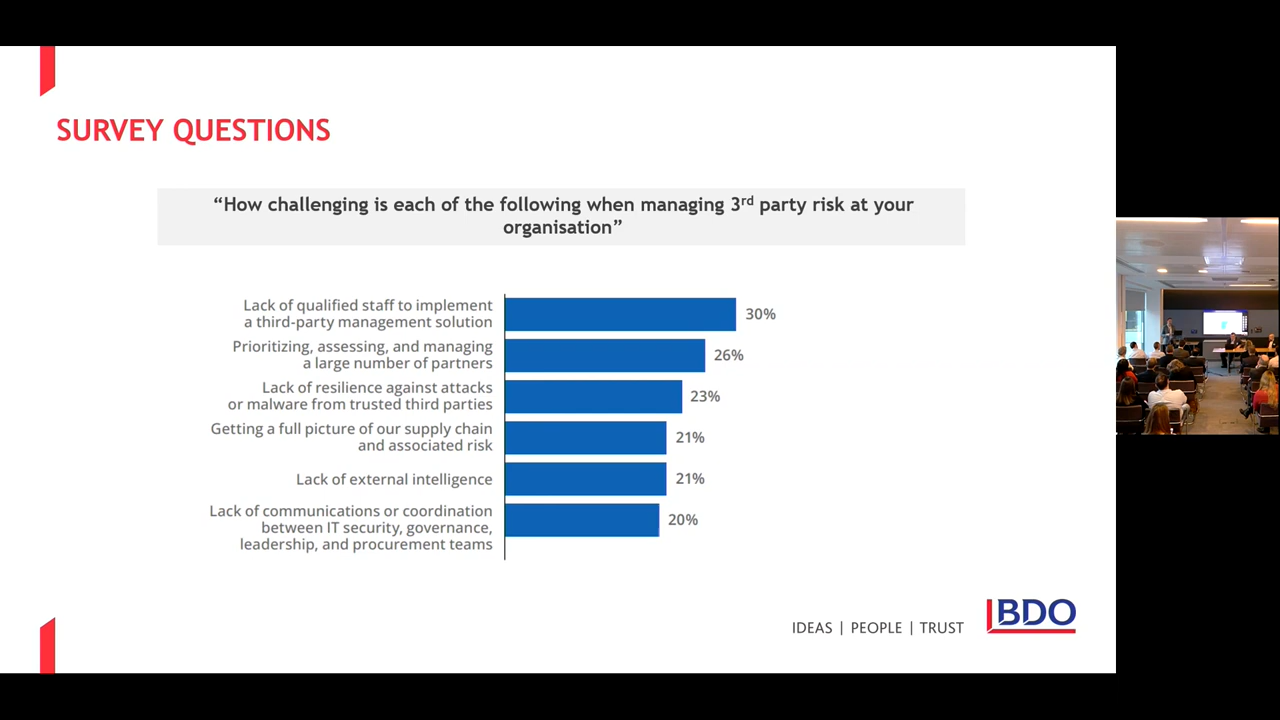 SURVEY QUESTIONS
“How challenging is each of the following when managing 3rd party risk at your
organisation”
Lack of qualified staff to implement
a third-party management solution
30%
Prioritizing, assessing, and managing
a large number of partners
26%
Lack of resilience against attacks
or malware from trusted third parties
23%
Getting a full picture of our supply chain
and associated risk
21%
Lack of external intelligence
21%
Lack of communications or coordination
between IT security, governance,
leadership, and procurement teams
20%
IDEAS | PEOPLE | TRUST
BDO